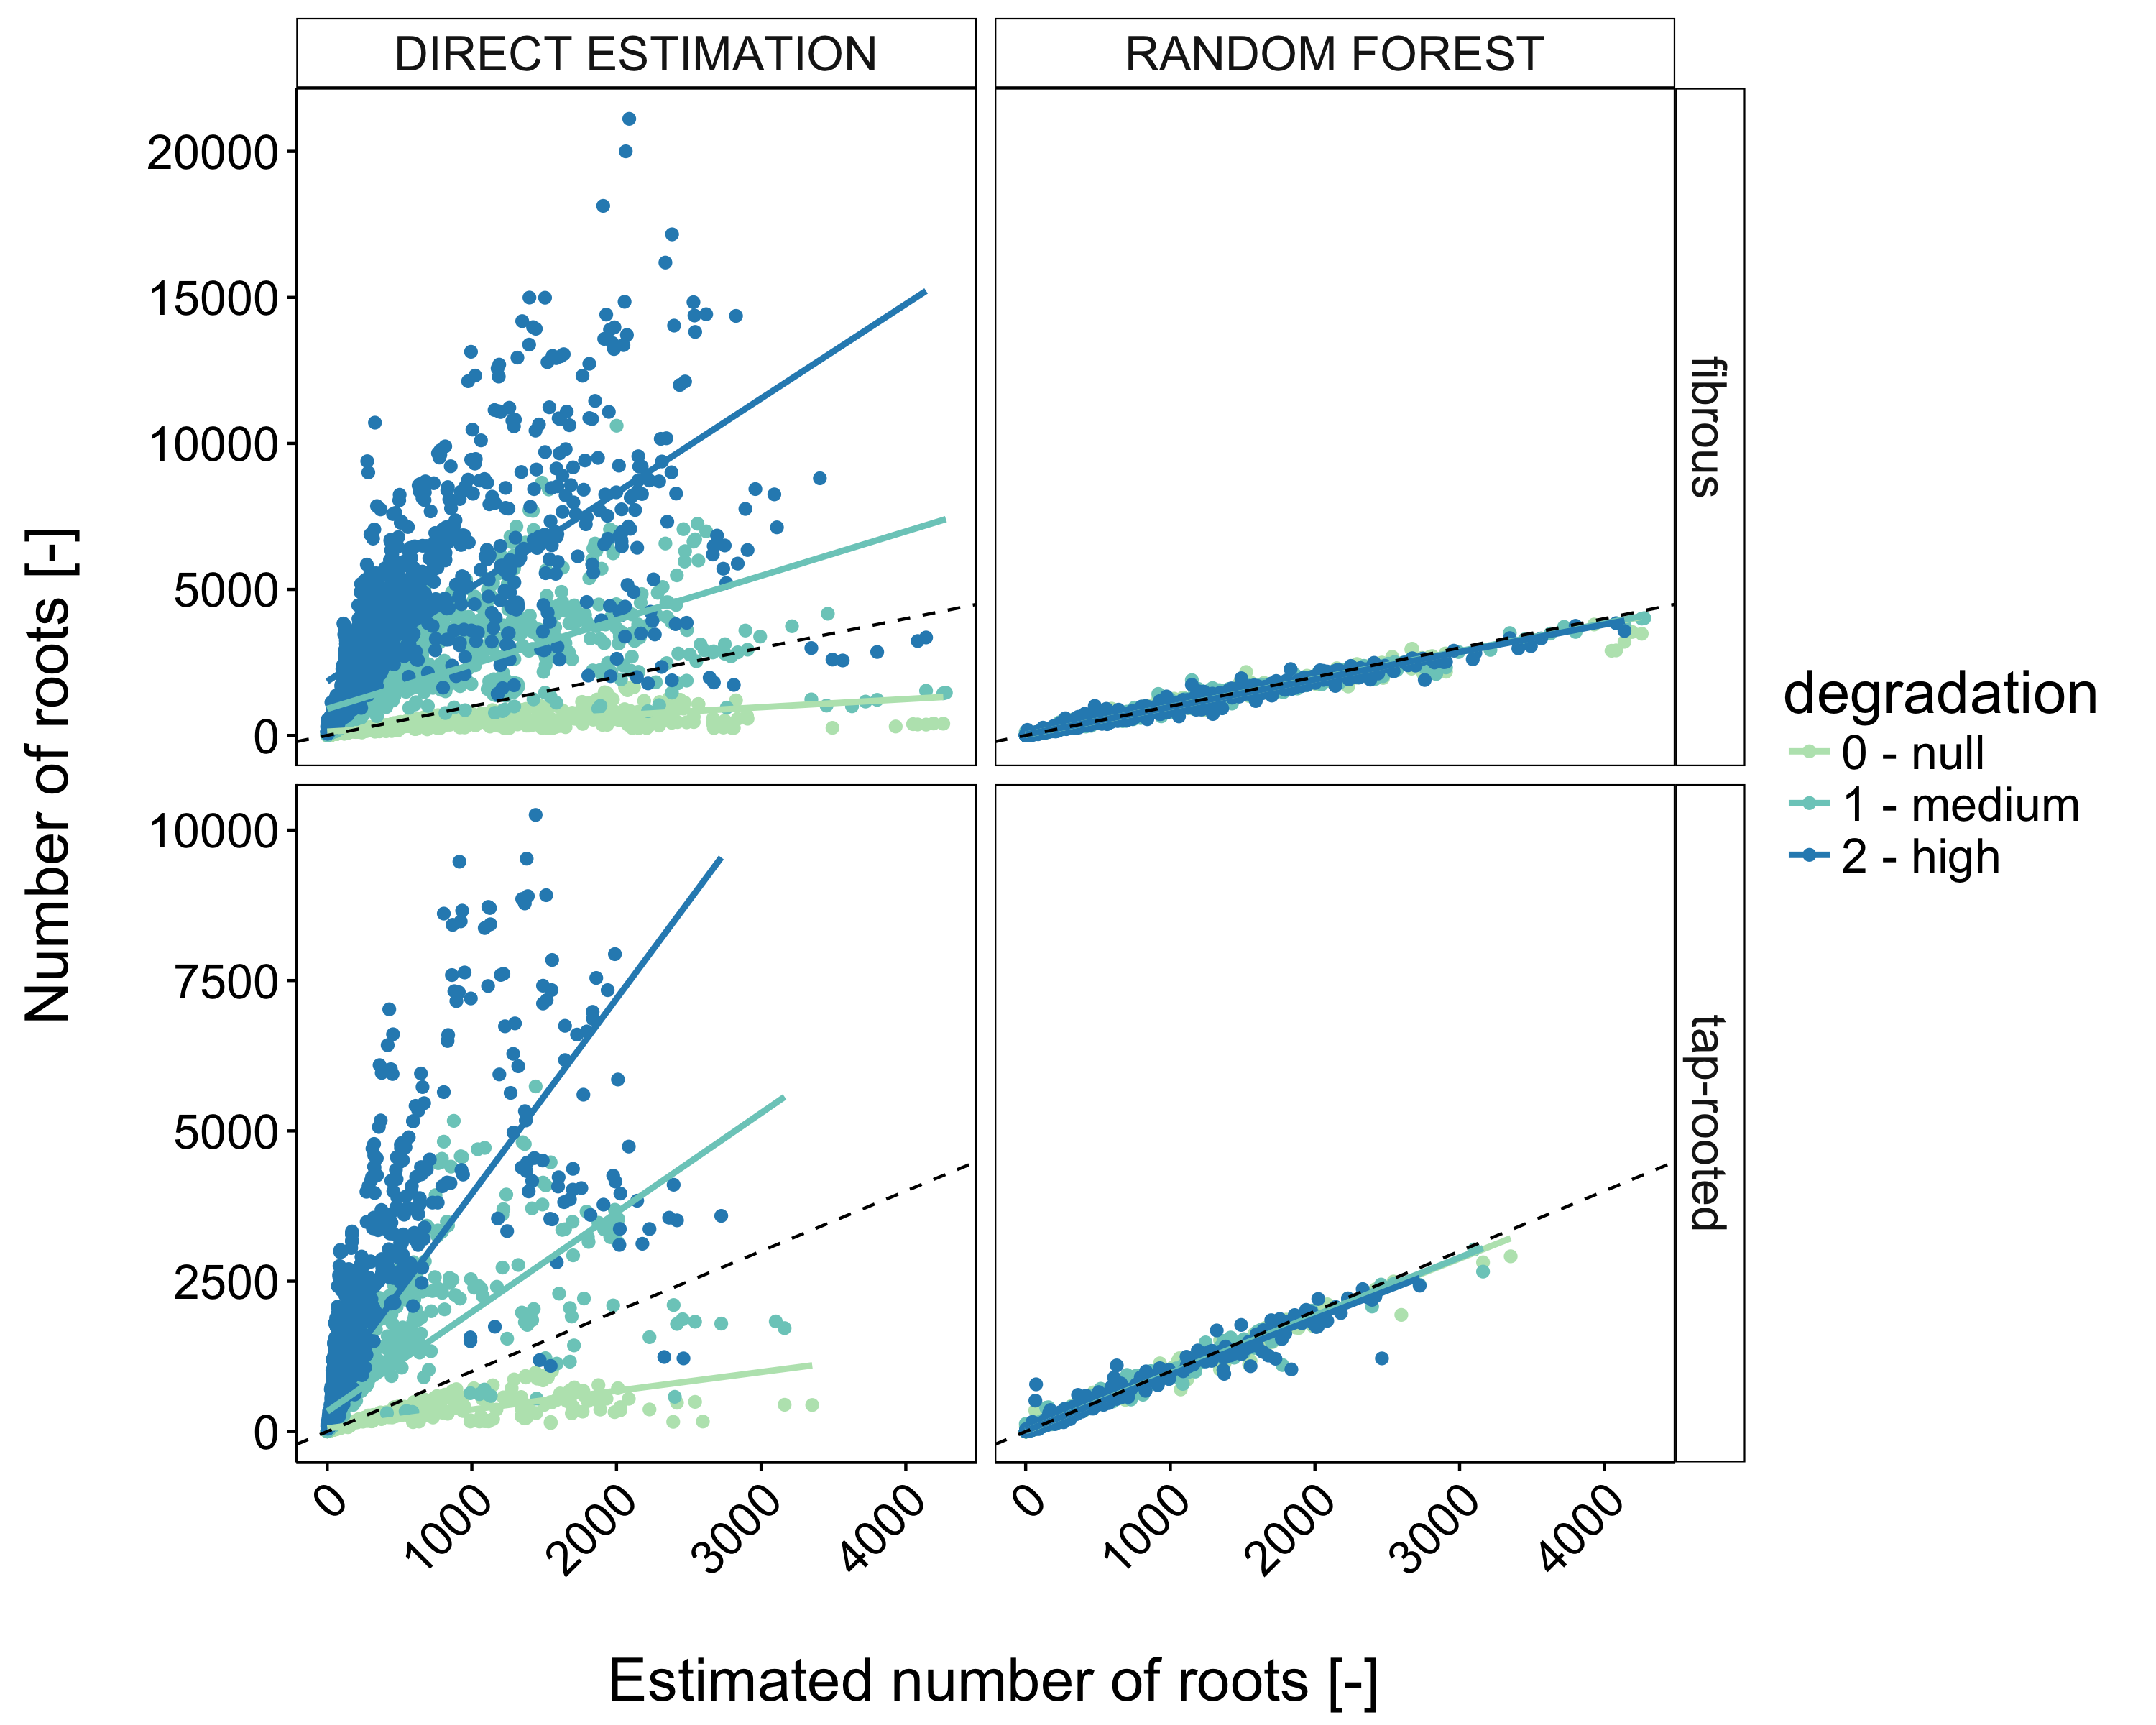 DIRECT ESTIMATION
RANDOM FOREST
20000
15000
10000
5000
0
fibrous
10000
7500
5000
2500
0
tap-rooted
Number of roots [-]
0
1000
2000
3000
4000
0
1000
2000
3000
4000
Estimated number of roots [-]
degradation
0 - null
1 - medium
2 - high